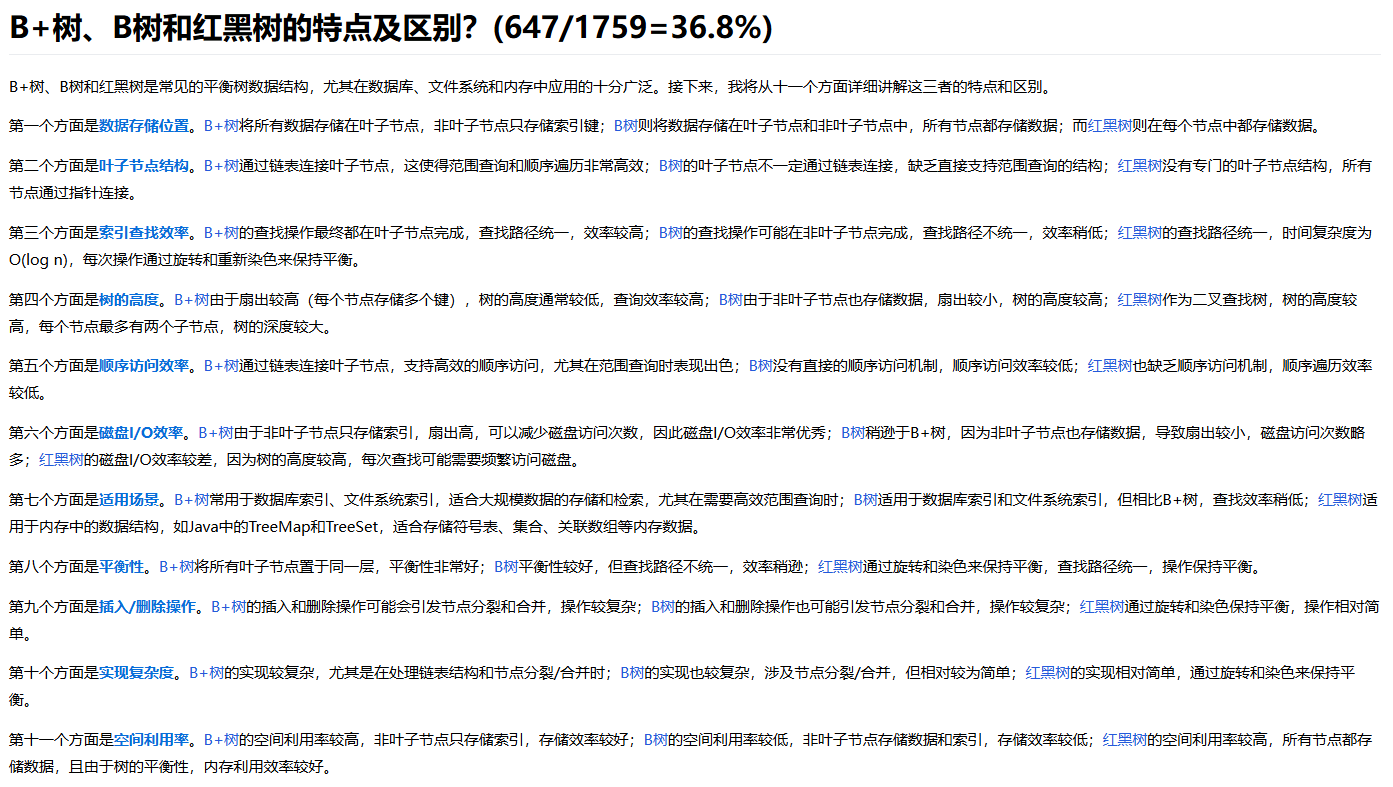 B+树、B树和红黑树的特点及区别？(647/1759=36.8%)
B+树、B树和红黑树是常见的平衡树数据结构，尤其在数据库、文件系统和内存中应用的十分广泛。接下来，我将从十一个方面详细讲解这三者的特点和区别。
第一个方面是数据存储位置。B+树将所有数据存储在叶子节点，非叶子节点只存储索引键；B树则将数据存储在叶子节点和非叶子节点中，所有节点都存储数据；而红黑树则在每个节点中都存储数据。
第二个方面是叶子节点结构。B+树通过链表连接叶子节点，这使得范围查询和顺序遍历非常高效；B树的叶子节点不一定通过链表连接，缺乏直接支持范围查询的结构；红黑树没有专门的叶子节点结构，所有
节点通过指针连接。
第三个方面是索引查找效率。B+树的查找操作最终都在叶子节点完成，查找路径统一，效率较高；B树的查找操作可能在非叶子节点完成，查找路径不统一，效率稍低；红黑树的查找路径统一，时间复杂度为
O(log n)，每次操作通过旋转和重新染色来保持平衡。
第四个方面是树的高度。B+树由于扇出较高（每个节点存储多个键），树的高度通常较低，查询效率较高；B树由于非叶子节点也存储数据，扇出较小，树的高度较高；红黑树作为二叉查找树，树的高度较
高，每个节点最多有两个子节点，树的深度较大。
第五个方面是顺序访问效率。B+树通过链表连接叶子节点，支持高效的顺序访问，尤其在范围查询时表现出色；B树没有直接的顺序访问机制，顺序访问效率较低；红黑树也缺乏顺序访问机制，顺序遍历效率
较低。
第六个方面是磁盘I/O效率。B+树由于非叶子节点只存储索引，扇出高，可以减少磁盘访问次数，因此磁盘I/O效率非常优秀；B树稍逊于B+树，因为非叶子节点也存储数据，导致扇出较小，磁盘访问次数略
多；红黑树的磁盘I/O效率较差，因为树的高度较高，每次查找可能需要频繁访问磁盘。
第七个方面是适用场景。B+树常用于数据库索引、文件系统索引，适合大规模数据的存储和检索，尤其在需要高效范围查询时；B树适用于数据库索引和文件系统索引，但相比B+树，查找效率稍低；红黑树适
用于内存中的数据结构，如Java中的TreeMap和TreeSet，适合存储符号表、集合、关联数组等内存数据。
第八个方面是平衡性。B+树将所有叶子节点置于同一层，平衡性非常好；B树平衡性较好，但查找路径不统一，效率稍逊；红黑树通过旋转和染色来保持平衡，查找路径统一，操作保持平衡。
第九个方面是插入/删除操作。B+树的插入和删除操作可能会引发节点分裂和合并，操作较复杂；B树的插入和删除操作也可能引发节点分裂和合并，操作较复杂；红黑树通过旋转和染色保持平衡，操作相对简
单。
第十个方面是实现复杂度。B+树的实现较复杂，尤其是在处理链表结构和节点分裂/合并时；B树的实现也较复杂，涉及节点分裂/合并，但相对较为简单；红黑树的实现相对简单，通过旋转和染色来保持平
衡。
第十一个方面是空间利用率。B+树的空间利用率较高，非叶子节点只存储索引，存储效率较好；B树的空间利用率较低，非叶子节点存储数据和索引，存储效率较低；红黑树的空间利用率较高，所有节点都存
储数据，且由于树的平衡性，内存利用效率较好。